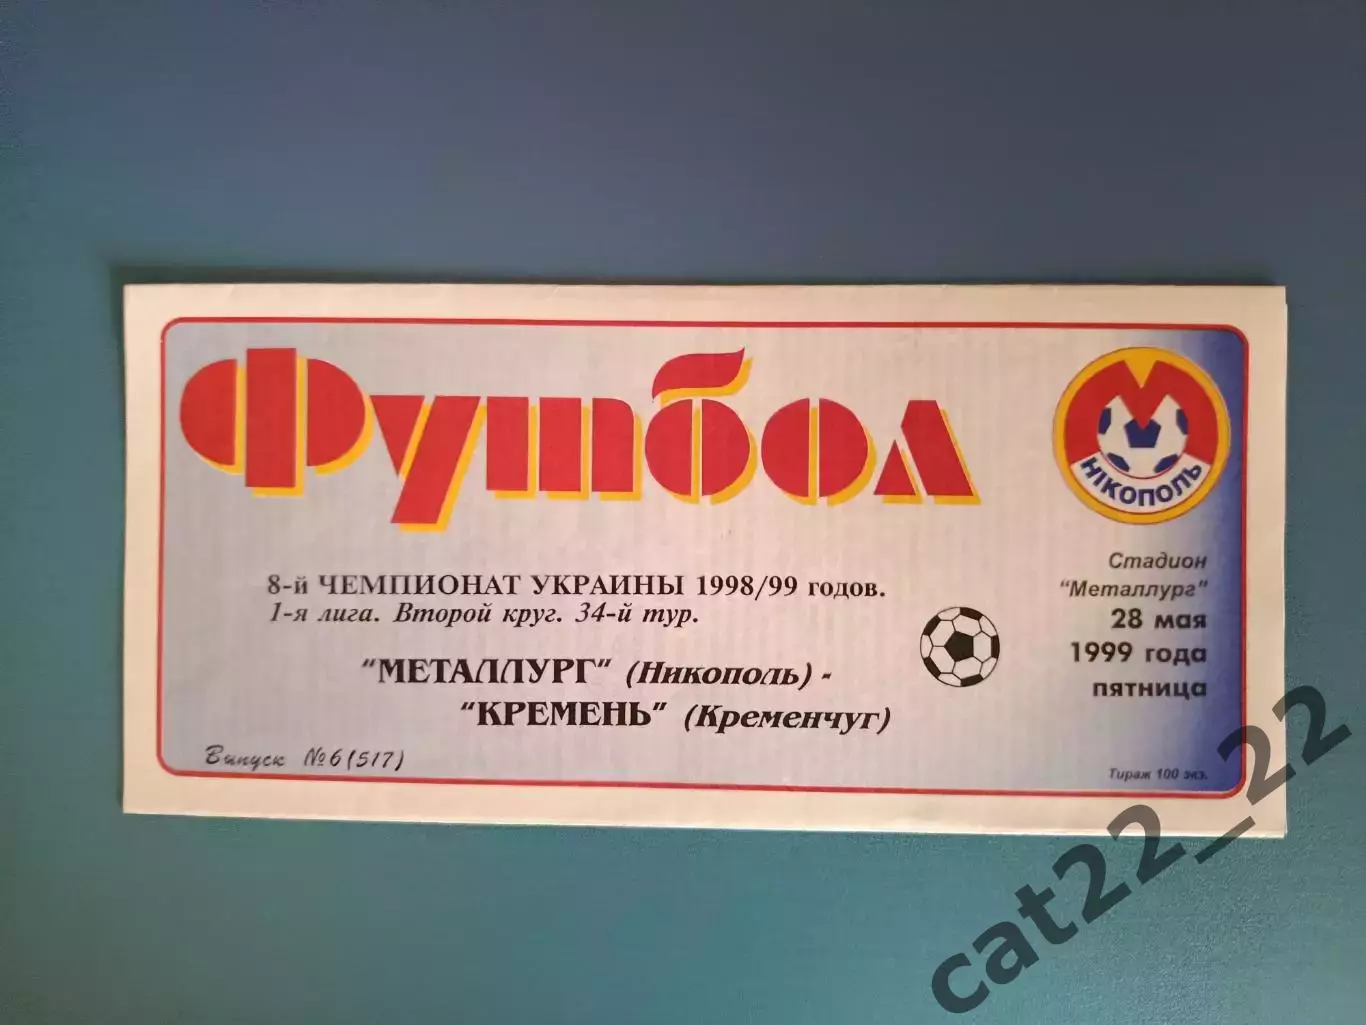 Футбол
М
НІКОПОЛЬ
8-й ЧЕМПИОНАТ УКРАИНЫ 1998/99 годов.
1-я лига. Второй круг. 34-й тур.
"МЕТАЛЛУРГ" (Никополь) -
"КРЕМЕНЬ" (Кременчуг)
Стадион
"Металлург"
28 мая
1999 года
пятница
Выпуск №6(517)
Тираж 100 экз.
cat22_22